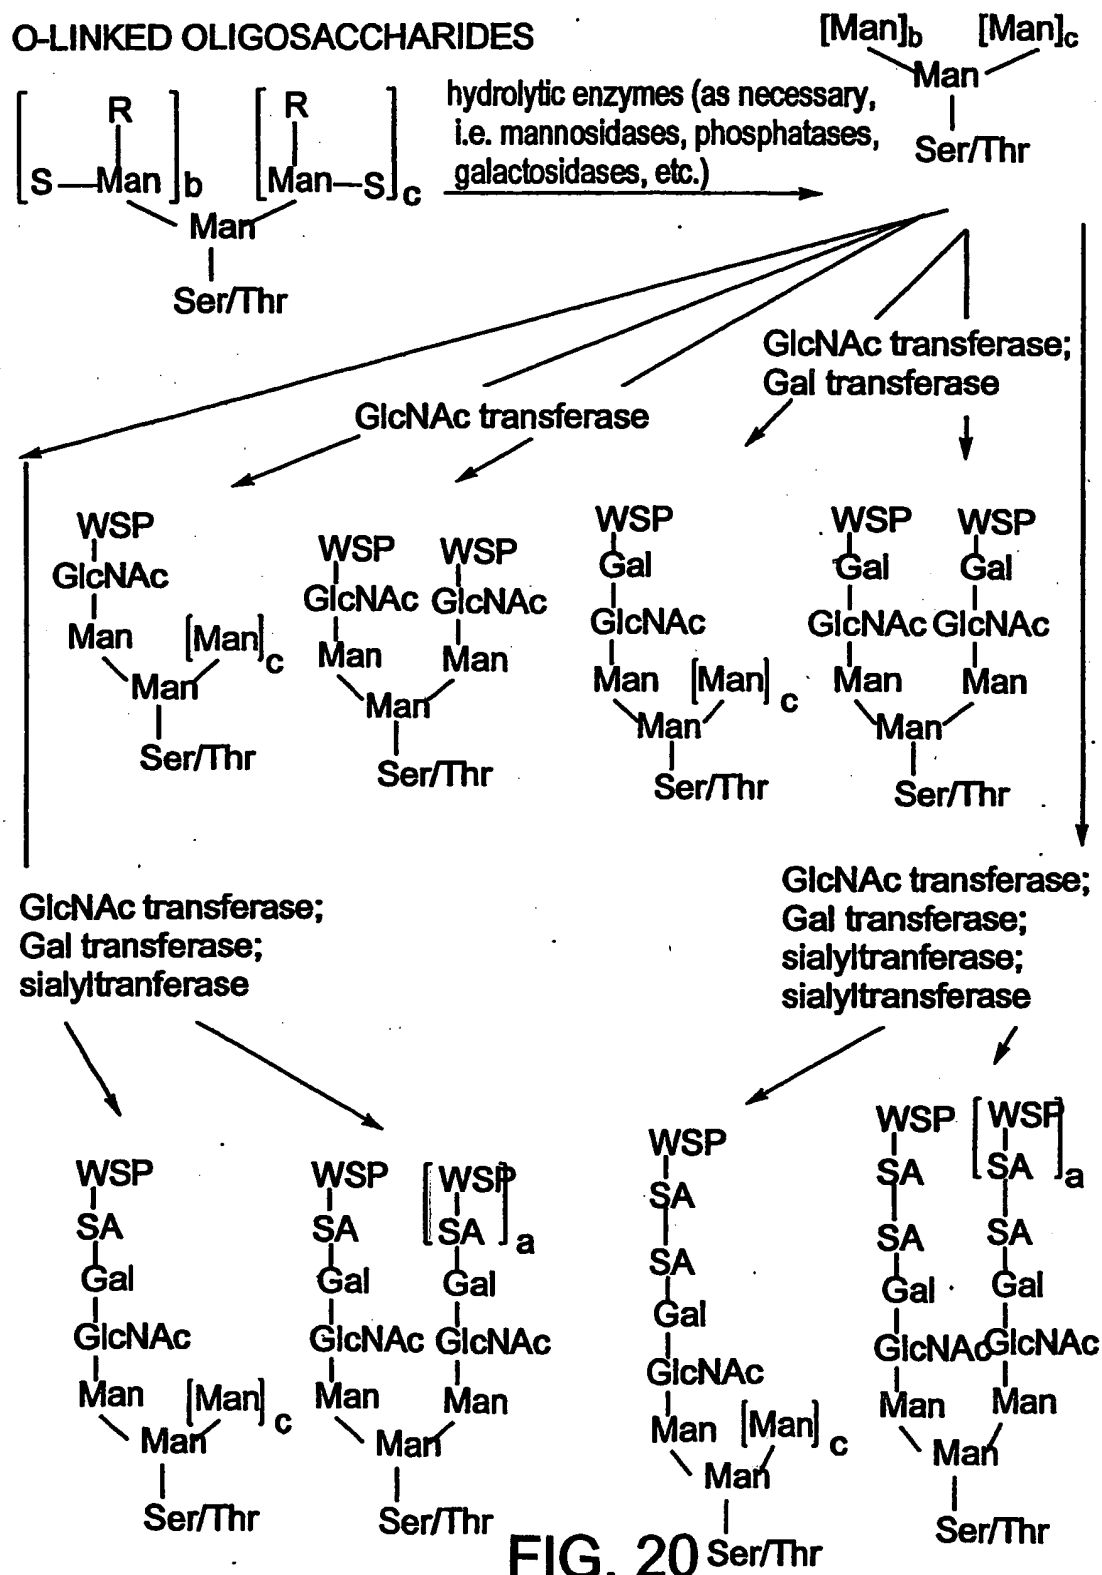 O-LINKED OLIGOSACCHARIDES
[Man]b [Man]c
Man
Ser/Thr
R R
[S—Man]b [Man—S]c
Man
Ser/Thr
hydrolytic enzymes (as necessary,
i.e. mannosidases, phosphatases,
galactosidases, etc.)
GlcNAc transferase;
Gal transferase
GlcNAc transferase
WSP
GlcNAc
Man [Man]c
Man
Ser/Thr
WSP WSP
GlcNAc GlcNAc
Man Man
Man
Ser/Thr
WSP
Gal
GlcNAc
Man [Man]c
Man
Ser/Thr
WSP WSP
Gal Gal
GlcNAc GlcNAc
Man Man
Man
Ser/Thr
GlcNAc transferase;
Gal transferase;
sialyltranferase
GlcNAc transferase;
Gal transferase;
sialyltranferase;
sialyltransferase
WSP
SA
Gal
GlcNAc
Man [Man]c
Man
Ser/Thr
WSP [WSP
SA SA]a
Gal Gal
GlcNAc GlcNAc
Man Man
Man
Ser/Thr
WSP
SA
SA
Gal
GlcNAc
Man [Man]c
Man
Ser/Thr
WSP [WSP
SA SA]a
SA SA
Gal Gal
GlcNAc GlcNAc
Man Man
Man
Ser/Thr
FIG. 20